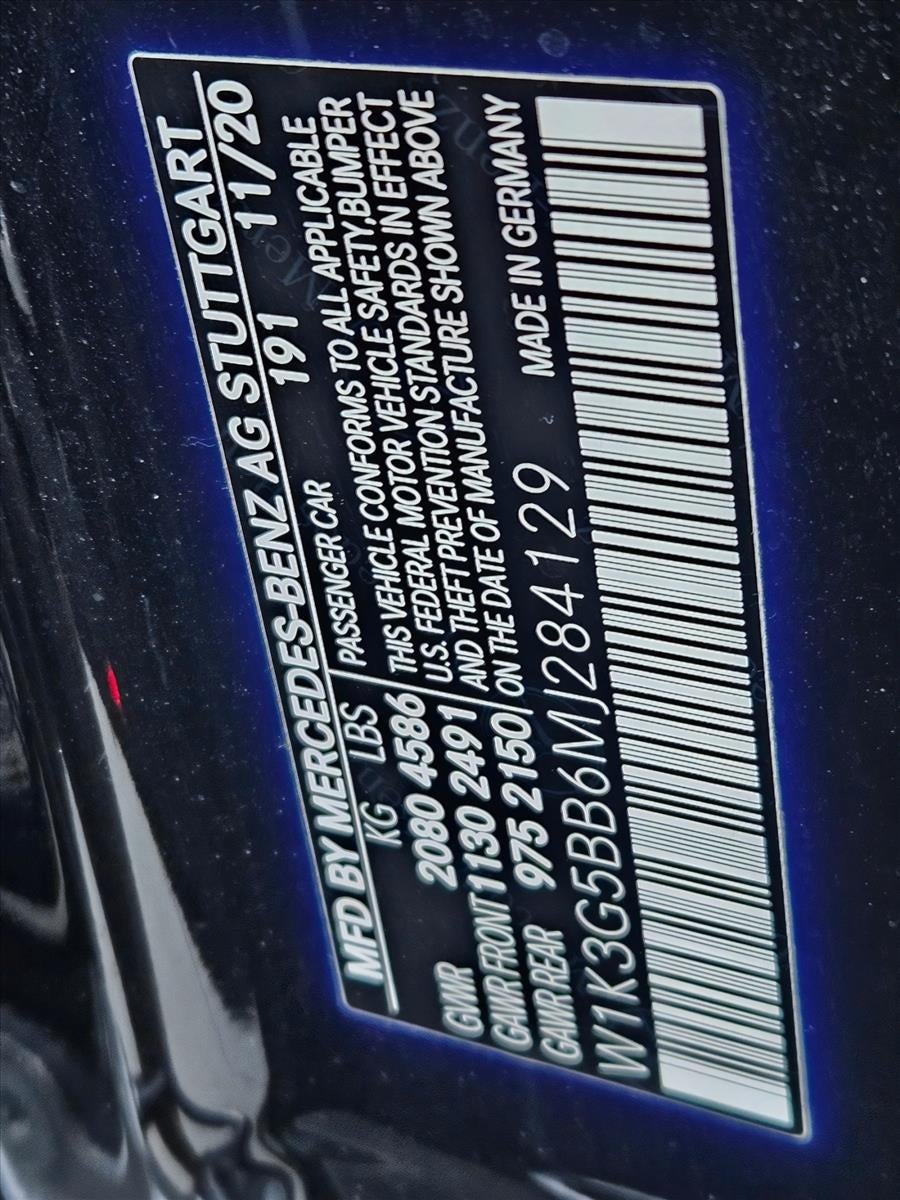 MFD BY MERCEDES-BENZ AG STUTTGART
KG LBS 191 11/20
PASSENGER CAR
GVWR 2080 4586
GAWR FRONT 1130 2491
GAWR REAR 975 2150
THIS VEHICLE CONFORMS TO ALL APPLICABLE
U.S. FEDERAL MOTOR VEHICLE SAFETY, BUMPER
AND THEFT PREVENTION STANDARDS IN EFFECT
ON THE DATE OF MANUFACTURE SHOWN ABOVE
W1K3G5BB6MJ284129 MADE IN GERMANY